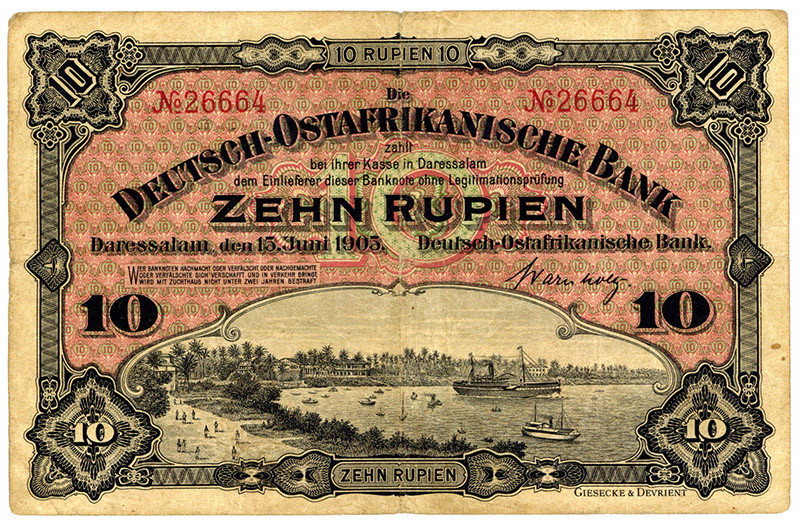 10 RUPIEN 10
10
10
№26664
№26664
Die
DEUTSCH-OSTAFRIKANISCHE BANK
zahlt
bei ihrer Kasse in Daressalam
dem Einlieferer dieser Banknote ohne Legitimationsprüfung
10
ZEHN RUPIEN
Daressalam, den 15. Juni 1905. Deutsch-Ostafrikanische Bank.
WER BANKNOTEN NACHMACHT ODER VERFÄLSCHT, ODER NACHGEMACHTE
ODER VERFÄLSCHTE SICH VERSCHAFFT UND IN VERKEHR BRINGT
WIRD MIT ZUCHTHAUS NICHT UNTER ZWEI JAHREN BESTRAFT
10
10
10
10
ZEHN RUPIEN
GIESECKE & DEVRIENT